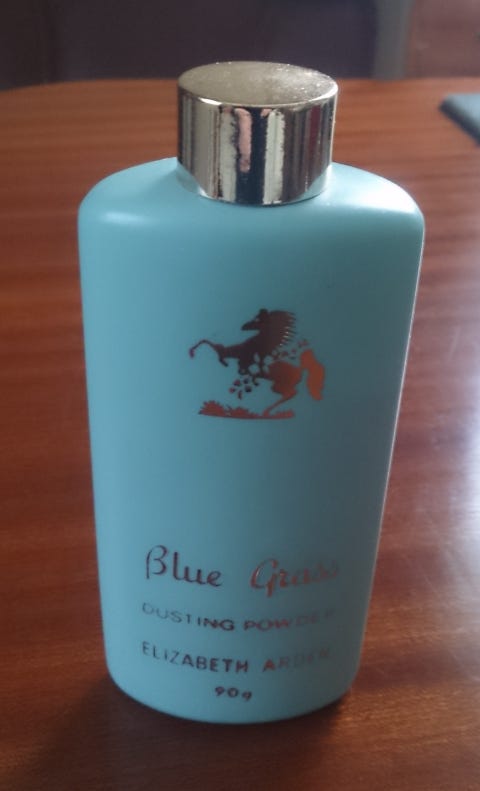 Blue Grass
DUSTING POWDER
ELIZABETH ARDEN
90g